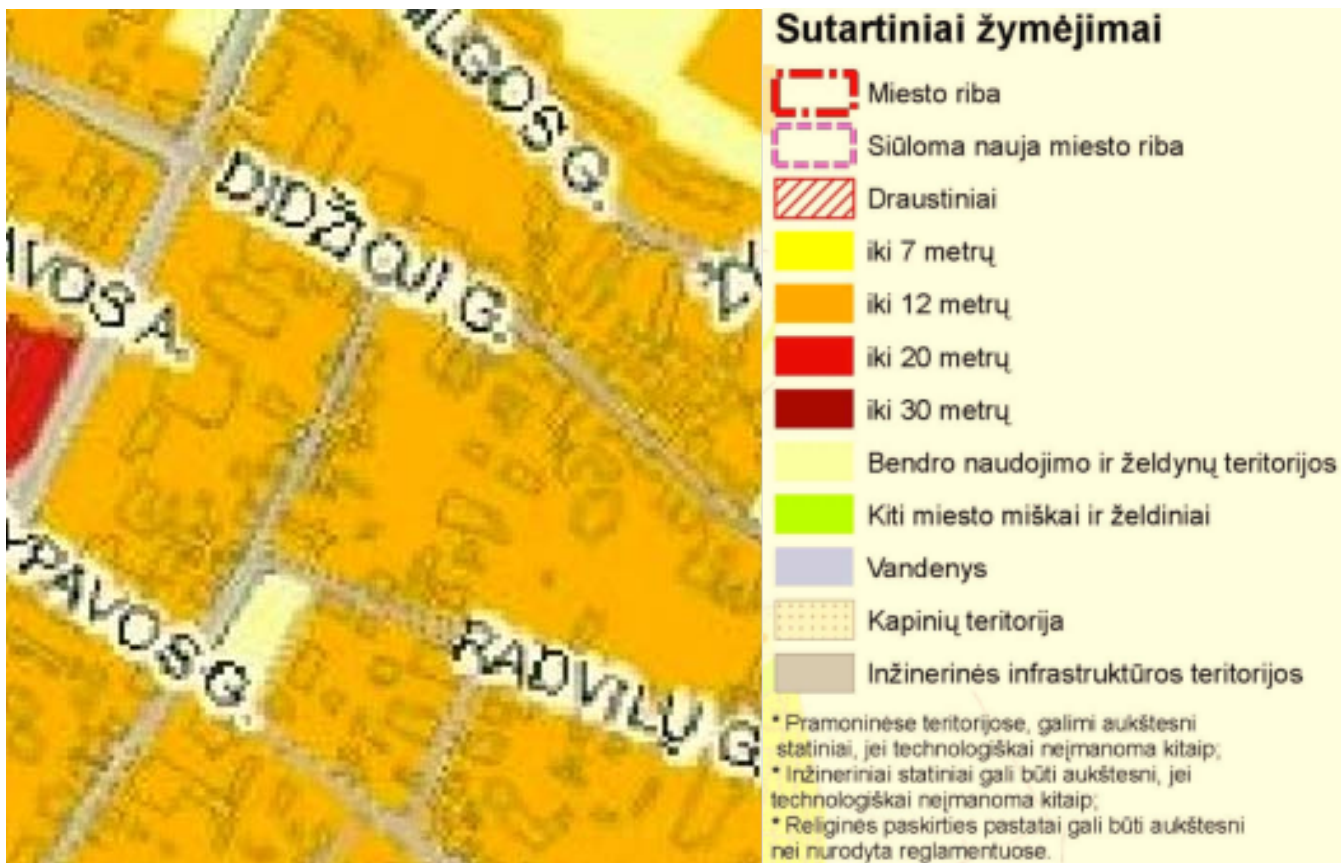 DIDŽIOJI G.
RADVILŲ G.
Sutartiniai žymėjimai
Miesto riba
Siūloma nauja miesto riba
Draustiniai
iki 7 metrų
iki 12 metrų
iki 20 metrų
iki 30 metrų
Bendro naudojimo ir želdynų teritorijos
Kiti miesto miškai ir želdiniai
Vandenys
Kapinių teritorija
Inžinerinės infrastruktūros teritorijos
* Pramoninėse teritorijose, galimi aukštesni
statiniai, jei technologiškai neįmanoma kitaip;
* Inžineriniai statiniai gali būti aukštesni, jei
technologiškai neįmanoma kitaip;
* Religinės paskirties pastatai gali būti aukštesni
nei nurodyta reglamentuose.